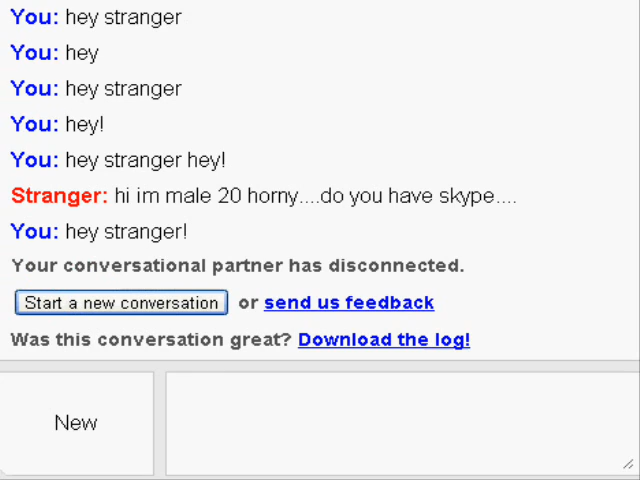 You: hey stranger
You: hey
You: hey stranger
You: hey!
You: hey stranger hey!
Stranger: hi im male 20 horny....do you have skype....
You: hey stranger!
Your conversational partner has disconnected.
Start a new conversation or send us feedback
Was this conversation great? Download the log!
New